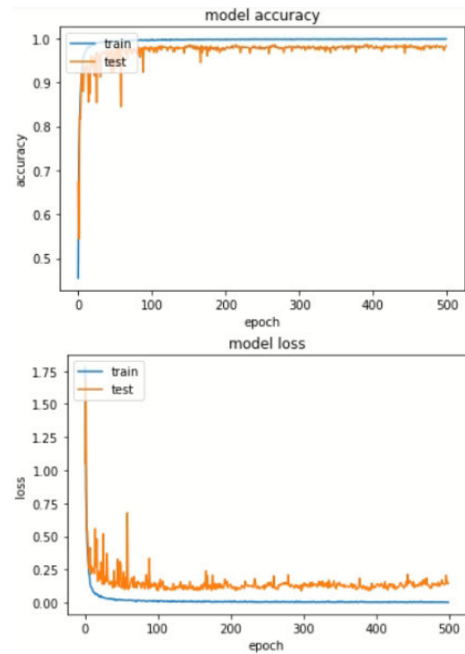 model accuracy
1.0
0.9
0.8
0.7
0.6
0.5
accuracy
train
test
0 100 200 300 400 500
epoch
model loss
1.75
1.50
1.25
1.00
0.75
0.50
0.25
0.00
loss
train
test
0 100 200 300 400 500
epoch